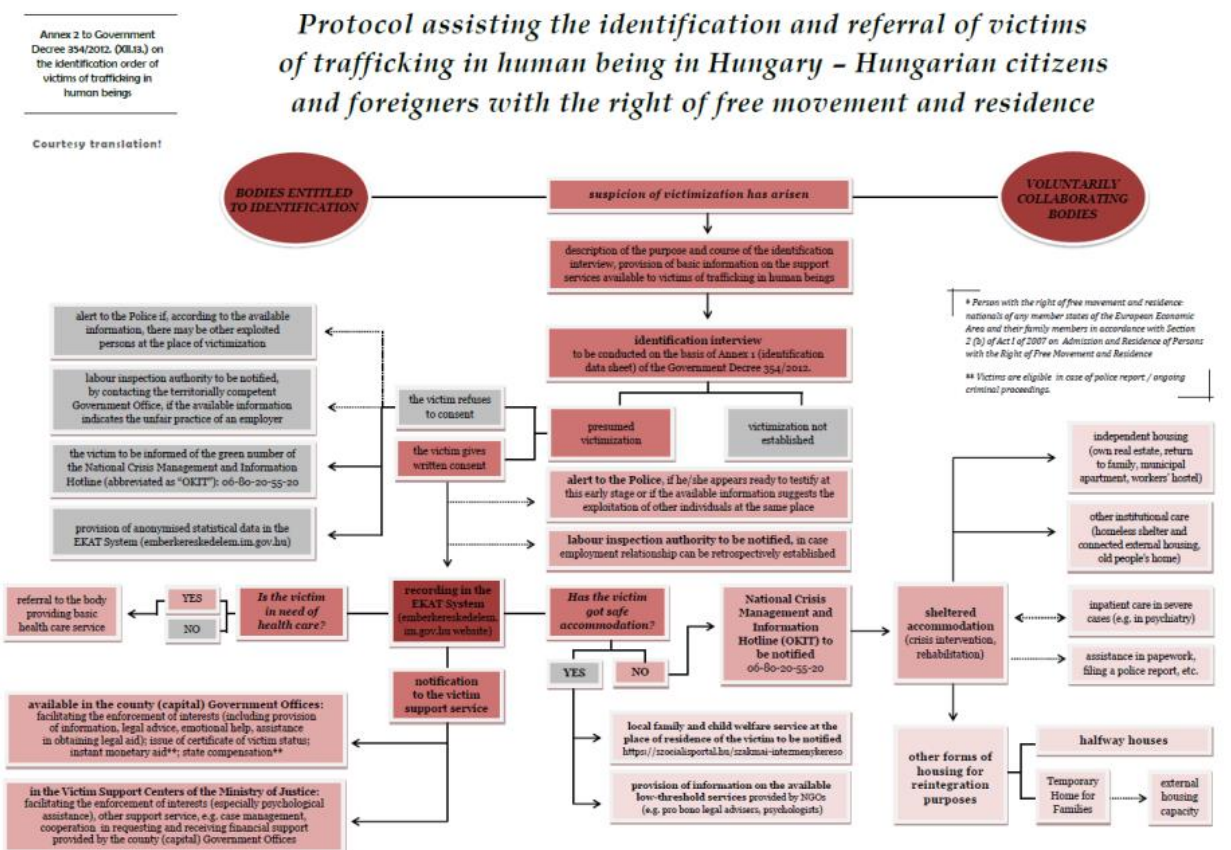 Annex 2 to Government
Decree 354/2012. (XII.13.) on
the identification order of
victims of trafficking in
human beings
Courtesy translation!
Protocol assisting the identification and referral of victims
of trafficking in human being in Hungary – Hungarian citizens
and foreigners with the right of free movement and residence
BODIES ENTITLED
TO IDENTIFICATION
suspicion of victimization has arisen
VOLUNTARILY
COLLABORATING
BODIES
description of the purpose and course of the identification
interview, provision of basic information on the support
services available to victims of trafficking in human beings
* Person with the right of free movement and residence:
nationals of any member states of the European Economic
Area and their family members in accordance with Section
2 (b) of Act I of 2007 on Admission and Residence of Persons
with the Right of Free Movement and Residence
** Victims are eligible in case of police report / ongoing
criminal proceedings.
alert to the Police if, according to the available
information, there may be other exploited
persons at the place of victimization
identification interview
to be conducted on the basis of Annex 1 (identification
data sheet) of the Government Decree 354/2012.
labour inspection authority to be notified,
by contacting the territorially competent
Government Office, if the available information
indicates the unfair practice of an employer
the victim refuses
to consent
presumed
victimization
victimization not
established
the victim gives
written consent
the victim to be informed of the green number of
the National Crisis Management and Information
Hotline (abbreviated as "OKIT"): 06-80-20-55-20
alert to the Police, if he/she appears ready to testify at
this early stage or if the available information suggests the
exploitation of other individuals at the same place
provision of anonymised statistical data in the
EKAT System (emberkereskedelem.im.gov.hu)
labour inspection authority to be notified, in case
employment relationship can be retrospectively established
independent housing
(own real estate, return
to family, municipal
apartment, workers' hostel)
other institutional care
(homeless shelter and
connected external housing,
old people's home)
referral to the body
providing basic
health care service
YES
NO
Is the victim
in need of
health care?
recording in the
EKAT System
(emberkereskedelem.
im.gov.hu website)
Has the victim
got safe
accommodation?
YES
NO
National Crisis
Management and
Information
Hotline (OKIT) to
be notified
06-80-20-55-20
sheltered
accommodation
(crisis intervention,
rehabilitation)
inpatient care in severe
cases (e.g. in psychiatry)
assistance in papework,
filing a police report, etc.
notification
to the victim
support service
available in the county (capital) Government Offices:
facilitating the enforcement of interests (including provision
of information, legal advice, emotional help, assistance
in obtaining legal aid); issue of certificate of victim status;
instant monetary aid**; state compensation**
local family and child welfare service at the
place of residence of the victim to be notified
https://szocialisportal.hu/szakmai-intezmenykereso
provision of information on the available
low-threshold services provided by NGOs
(e.g. pro bono legal advisers, psychologists)
in the Victim Support Centers of the Ministry of Justice:
facilitating the enforcement of interests (especially psychological
assistance), other support service, e.g. case management,
cooperation in requesting and receiving financial support
provided by the county (capital) Government Offices
other forms of
housing for
reintegration
purposes
halfway houses
Temporary
Home for
Families
external
housing
capacity